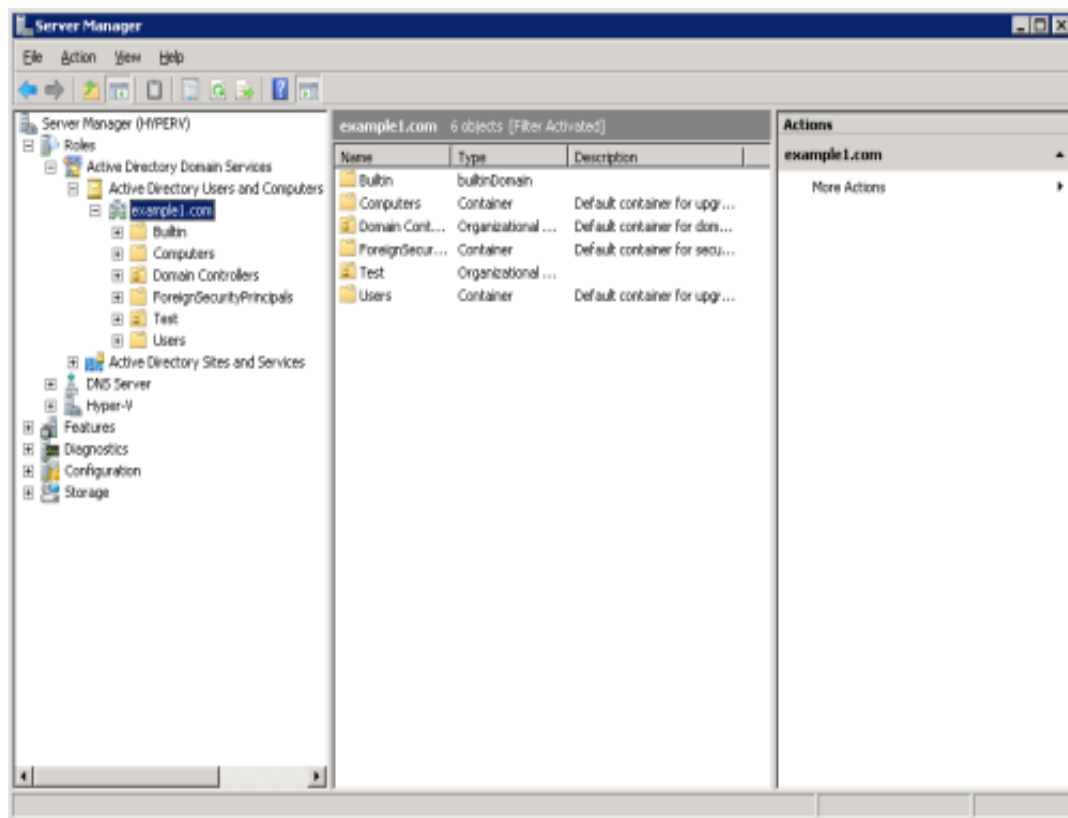 Server Manager
File Action View Help
Server Manager (HYPERV)
Roles
Active Directory Domain Services
Active Directory Users and Computers
example1.com
Builtin
Computers
Domain Controllers
ForeignSecurityPrincipals
Test
Users
Active Directory Sites and Services
DNS Server
Hyper-V
Features
Diagnostics
Configuration
Storage
example1.com 6 objects [Filter Activated]
Name Type Description
Builtin builtinDomain
Computers Container Default container for upgr...
Domain Cont... Organizational ... Default container for dom...
ForeignSecur... Container Default container for secu...
Test Organizational ...
Users Container Default container for upgr...
Actions
example1.com
More Actions